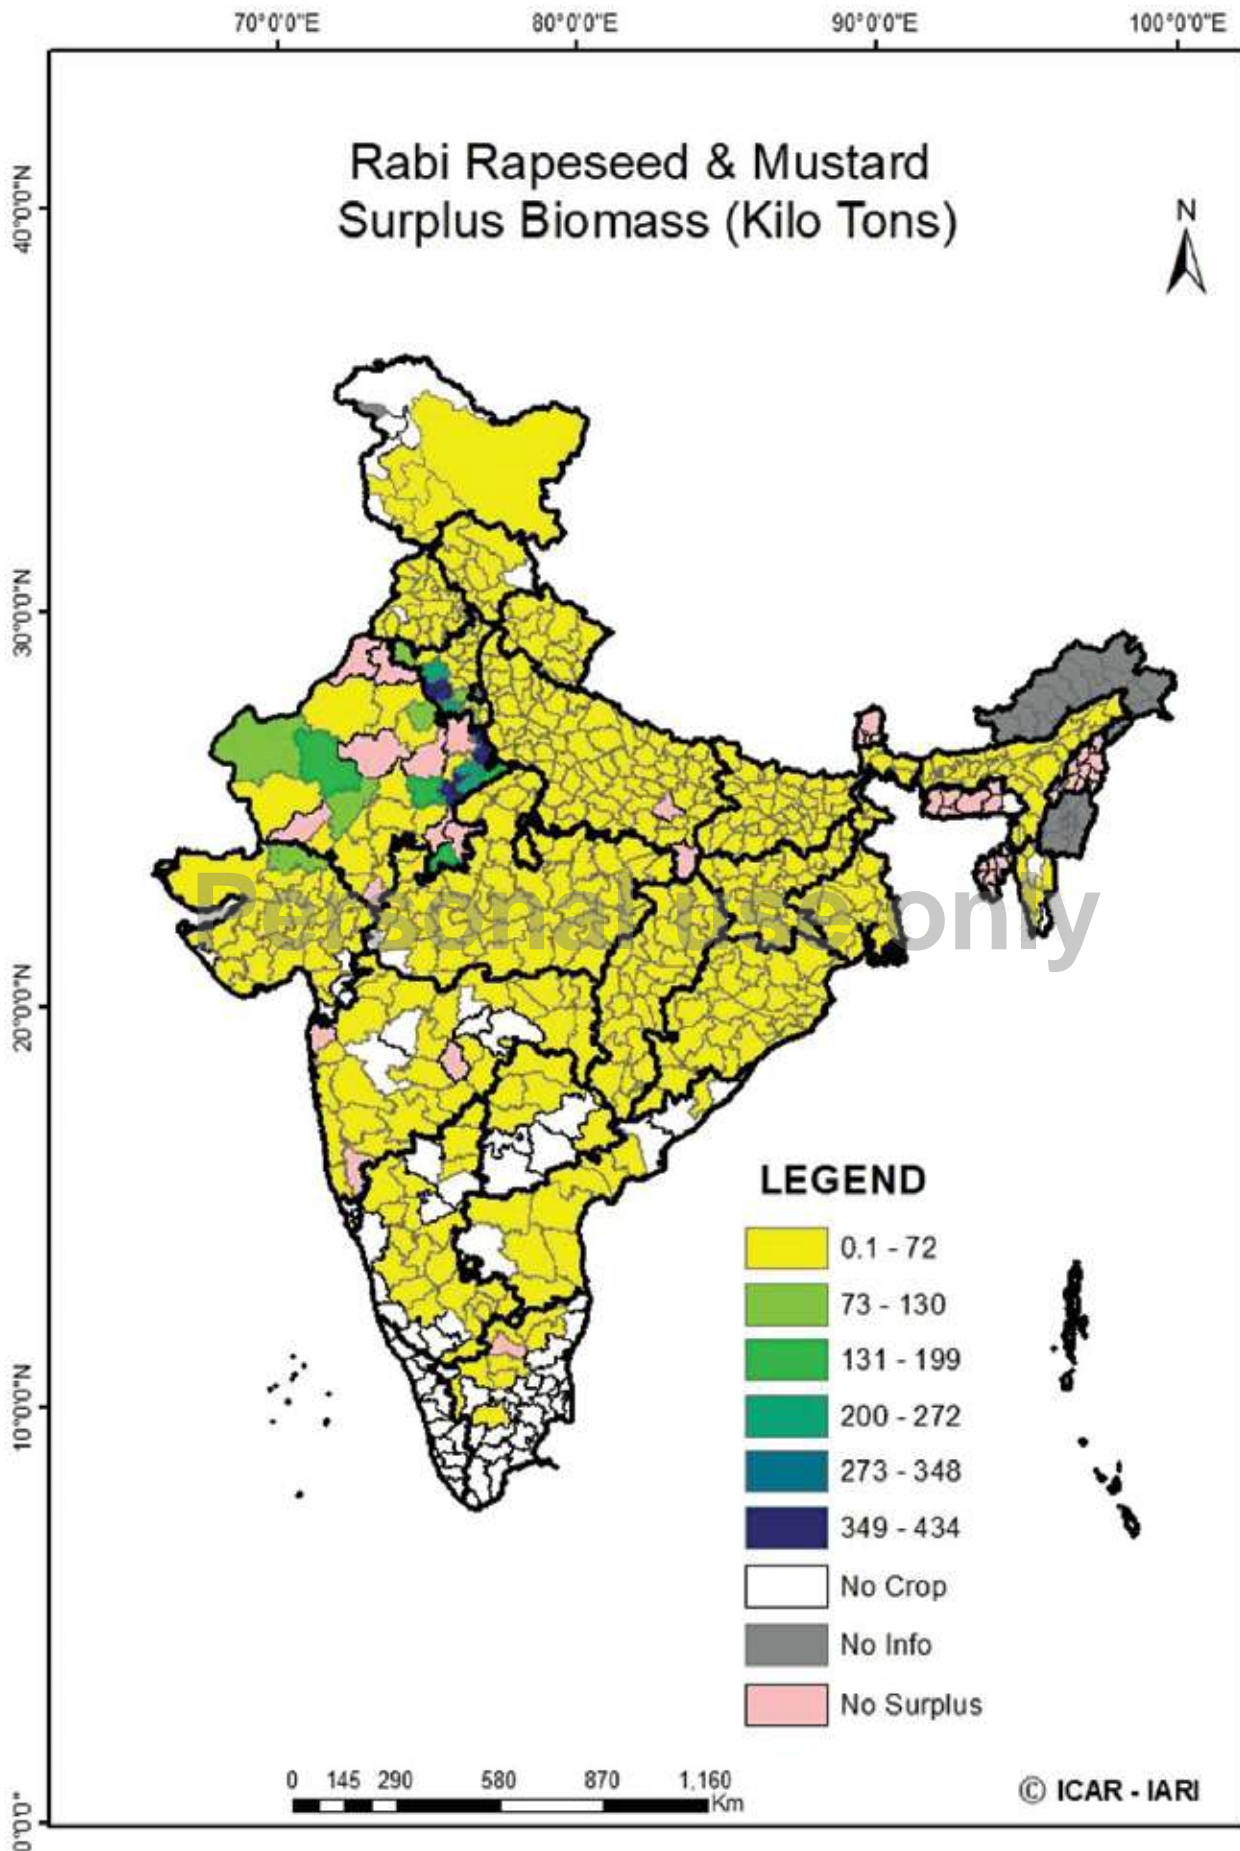 70°0'0"E 80°0'0"E 90°0'0"E 100°0'0"E
Rabi Rapeseed & Mustard
Surplus Biomass (Kilo Tons)
N
40°0'0"N
30°0'0"N
20°0'0"N
10°0'0"N
0°0'0"
Personal use only
LEGEND
0.1 - 72
73 - 130
131 - 199
200 - 272
273 - 348
349 - 434
No Crop
No Info
No Surplus
0 145 290 580 870 1,160
Km
© ICAR - IARI